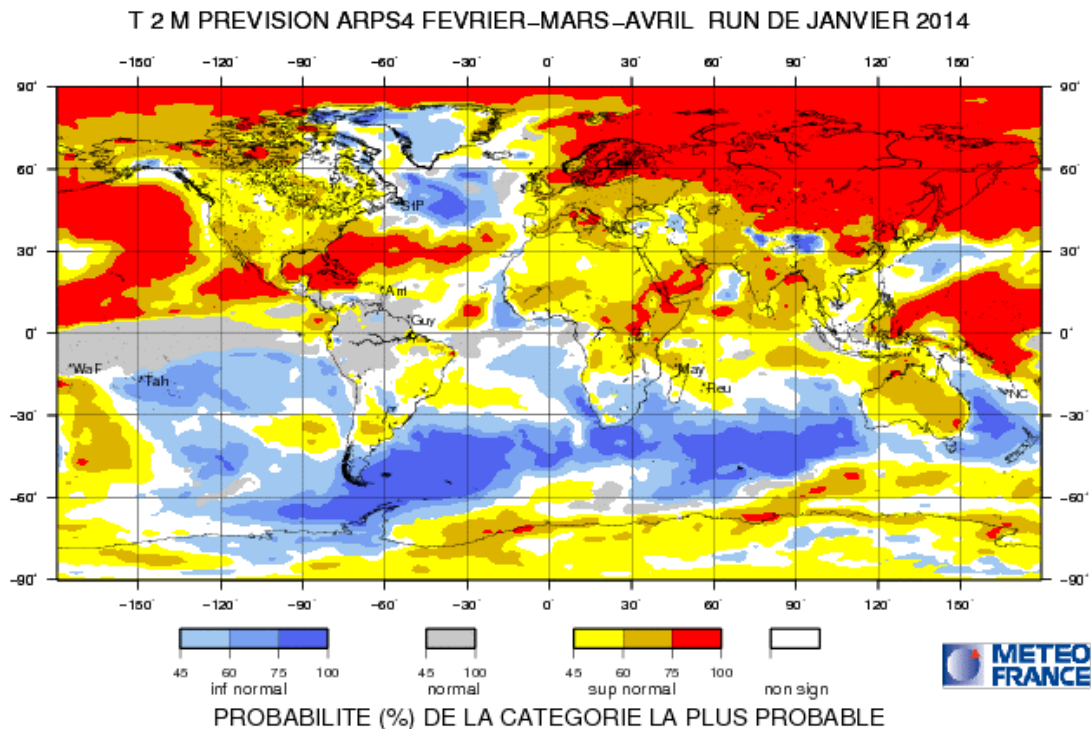 T 2 M PREVISION ARPS4 FEVRIER-MARS-AVRIL RUN DE JANVIER 2014
-150° -120° -90° -60° -30° 0° 30° 60° 90° 120° 150°
90° 90°
60° 60°
StP
30° 30°
Ant
Guy
0° 0°
WaF May
Tah Reu NC
-30° -30°
-60° -60°
-90° -90°
-150° -120° -90° -60° -30° 0° 30° 60° 90° 120° 150°
45 60 75 100 45 100 45 60 75 100
inf normal normal sup normal non sign
METEO
FRANCE
PROBABILITE (%) DE LA CATEGORIE LA PLUS PROBABLE